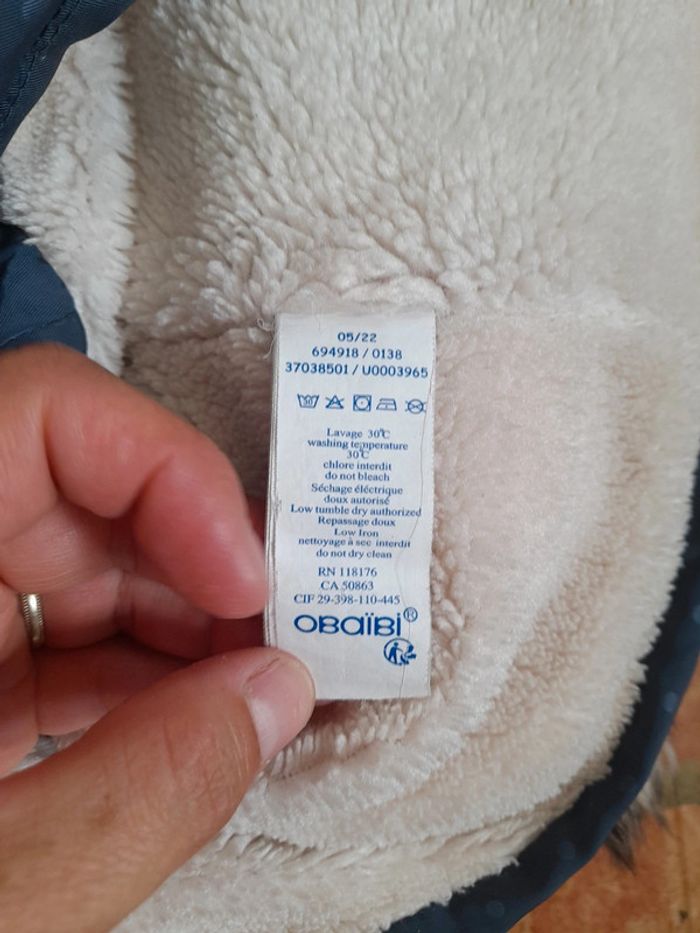 05/22
694918 / 0138
37038501 / U0003965
Lavage 30℃
washing temperature
30℃
chlore interdit
do not bleach
Séchage éléctrique
doux autorisé
Low tumble dry authorized
Repassage doux
Low Iron
nettoyage à sec interdit
do not dry clean
RN 118176
CA 50863
CIF 29-398-110-445
OBaïBi®